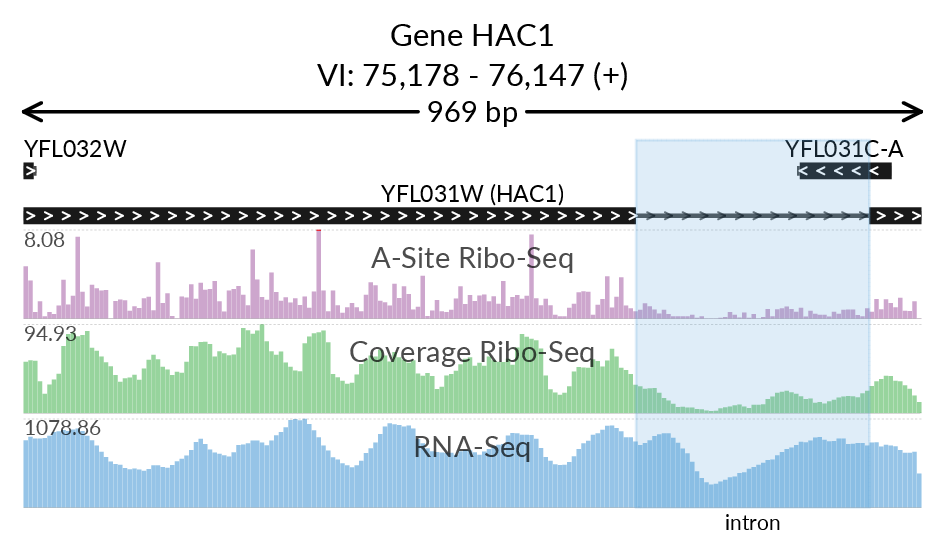 Gene HAC1
VI: 75,178 - 76,147 (+)
969 bp
YFL032W
YFL031C-A
YFL031W (HAC1)
8.08
A-Site Ribo-Seq
94.93
Coverage Ribo-Seq
1078.86
RNA-Seq
intron